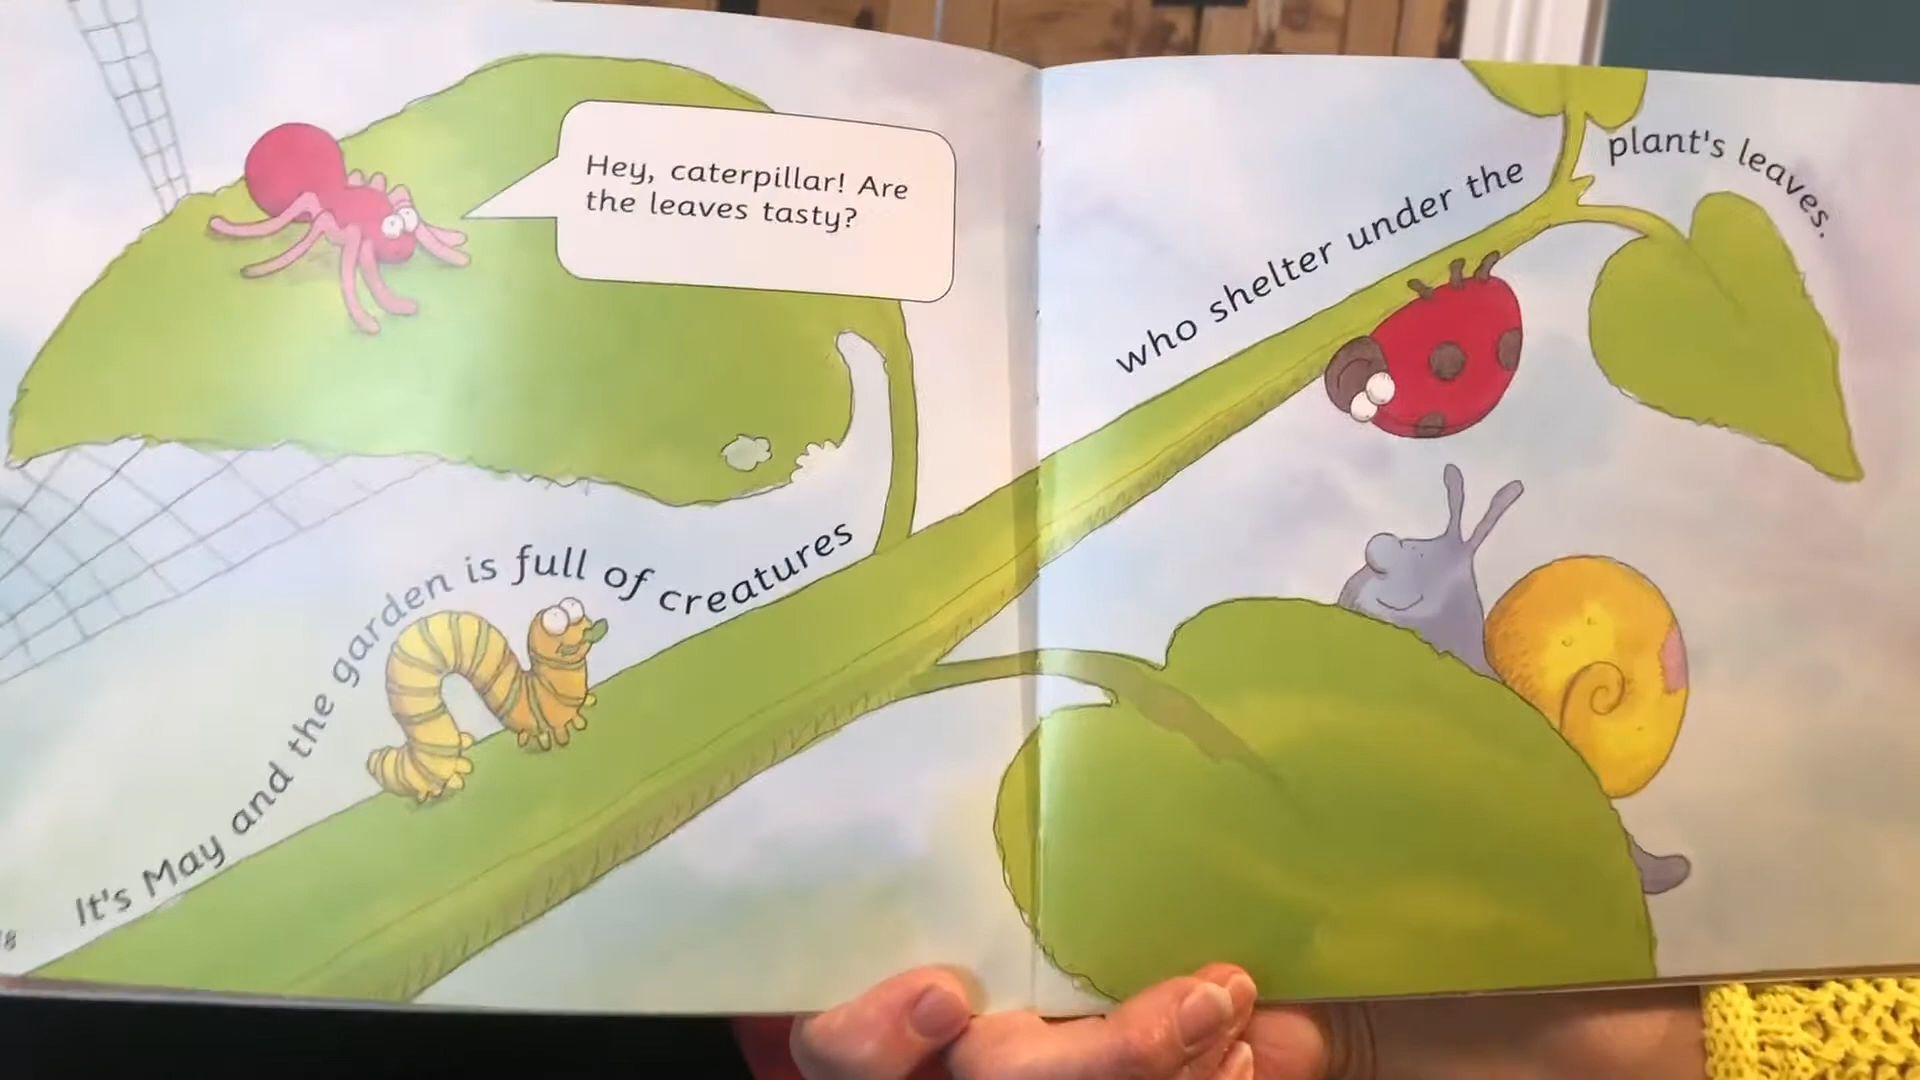 Hey, caterpillar! Are
the leaves tasty?
It's May and the garden is full of creatures
who shelter under the plant's leaves.